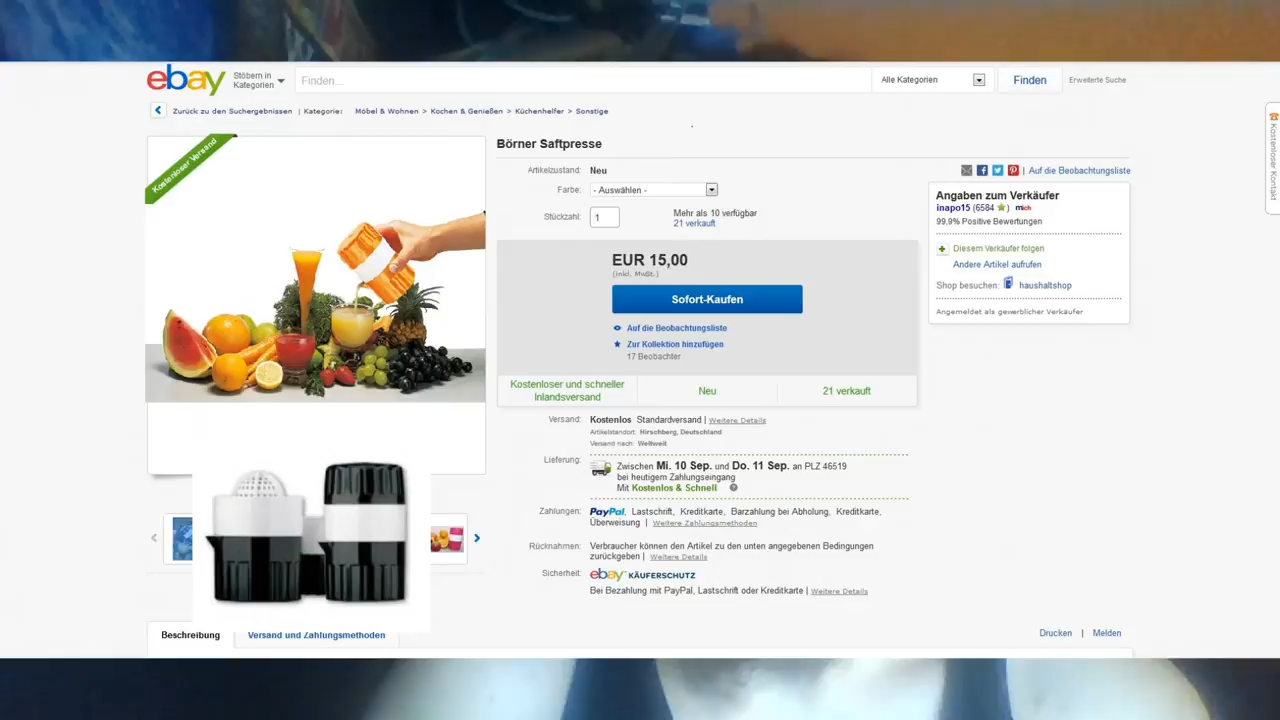 ebay
Stöbern in
Kategorien
Finden...
Alle Kategorien
Finden
Erweiterte Suche
Zurück zu den Suchergebnissen | Kategorie: Möbel & Wohnen > Kochen & Genießen > Küchenhelfer > Sonstige
Kostenloser Kontakt
Kostenloser Versand
Börner Saftpresse
Artikelzustand: Neu
Farbe: - Auswählen -
Stückzahl: 1
Mehr als 10 verfügbar
21 verkauft
EUR 15,00
(inkl. MwSt.)
Sofort-Kaufen
Auf die Beobachtungsliste
Zur Kollektion hinzufügen
17 Beobachter
Kostenloser und schneller
Inlandsversand
Neu
21 verkauft
Versand: Kostenlos Standardversand | Weitere Details
Artikelstandort: Hirschberg, Deutschland
Versand nach: Weltweit
Lieferung: Zwischen Mi. 10 Sep. und Do. 11 Sep. an PLZ 46519
bei heutigem Zahlungseingang
Mit Kostenlos & Schnell
Zahlungen: PayPal, Lastschrift, Kreditkarte, Barzahlung bei Abholung, Kreditkarte,
Überweisung | Weitere Zahlungsmethoden
Rücknahmen: Verbraucher können den Artikel zu den unten angegebenen Bedingungen
zurückgeben | Weitere Details
Sicherheit: ebay KÄUFERSCHUTZ
Bei Bezahlung mit PayPal, Lastschrift oder Kreditkarte | Weitere Details
| Auf die Beobachtungsliste
Angaben zum Verkäufer
inapo15 (6584) mich
99,9% Positive Bewertungen
Diesem Verkäufer folgen
Andere Artikel aufrufen
Shop besuchen: haushaltshop
Angemeldet als gewerblicher Verkäufer
Beschreibung
Versand und Zahlungsmethoden
Drucken | Melden